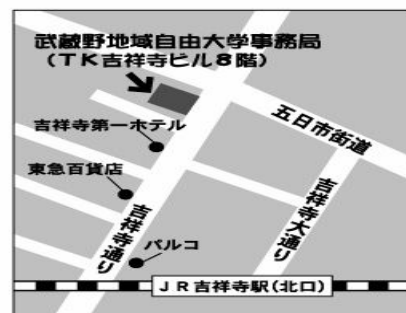 武蔵野地域自由大学事務局
（TK吉祥寺ビル8階）
五日市街道
吉祥寺第一ホテル
東急百貨店
吉祥寺通り
吉祥寺大通り
パルコ
JR吉祥寺駅(北口)